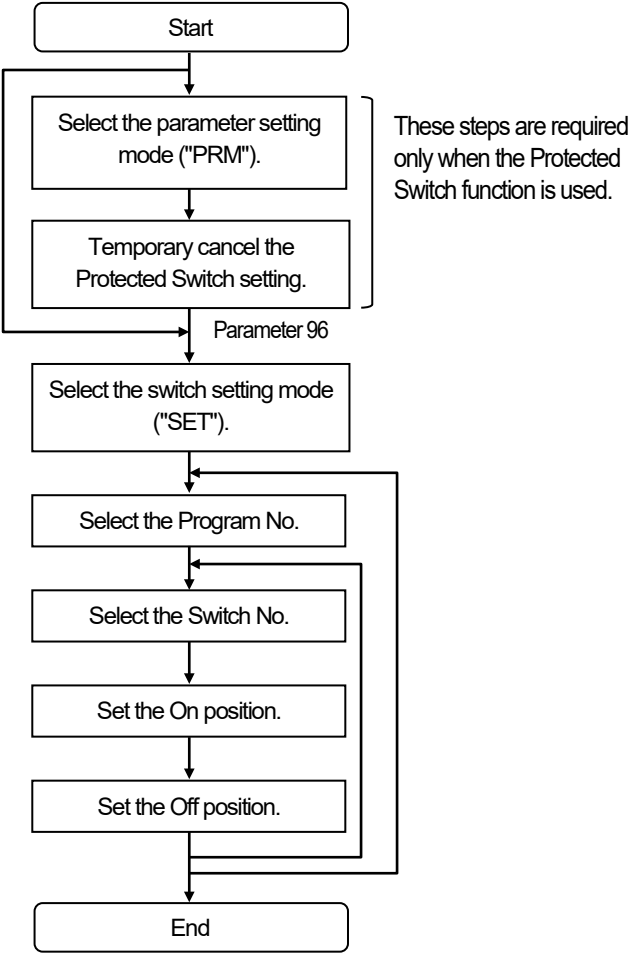 Start
Select the parameter setting
mode ("PRM").
These steps are required
only when the Protected
Switch function is used.
Temporary cancel the
Protected Switch setting.
Parameter 96
Select the switch setting mode
("SET").
Select the Program No.
Select the Switch No.
Set the On position.
Set the Off position.
End